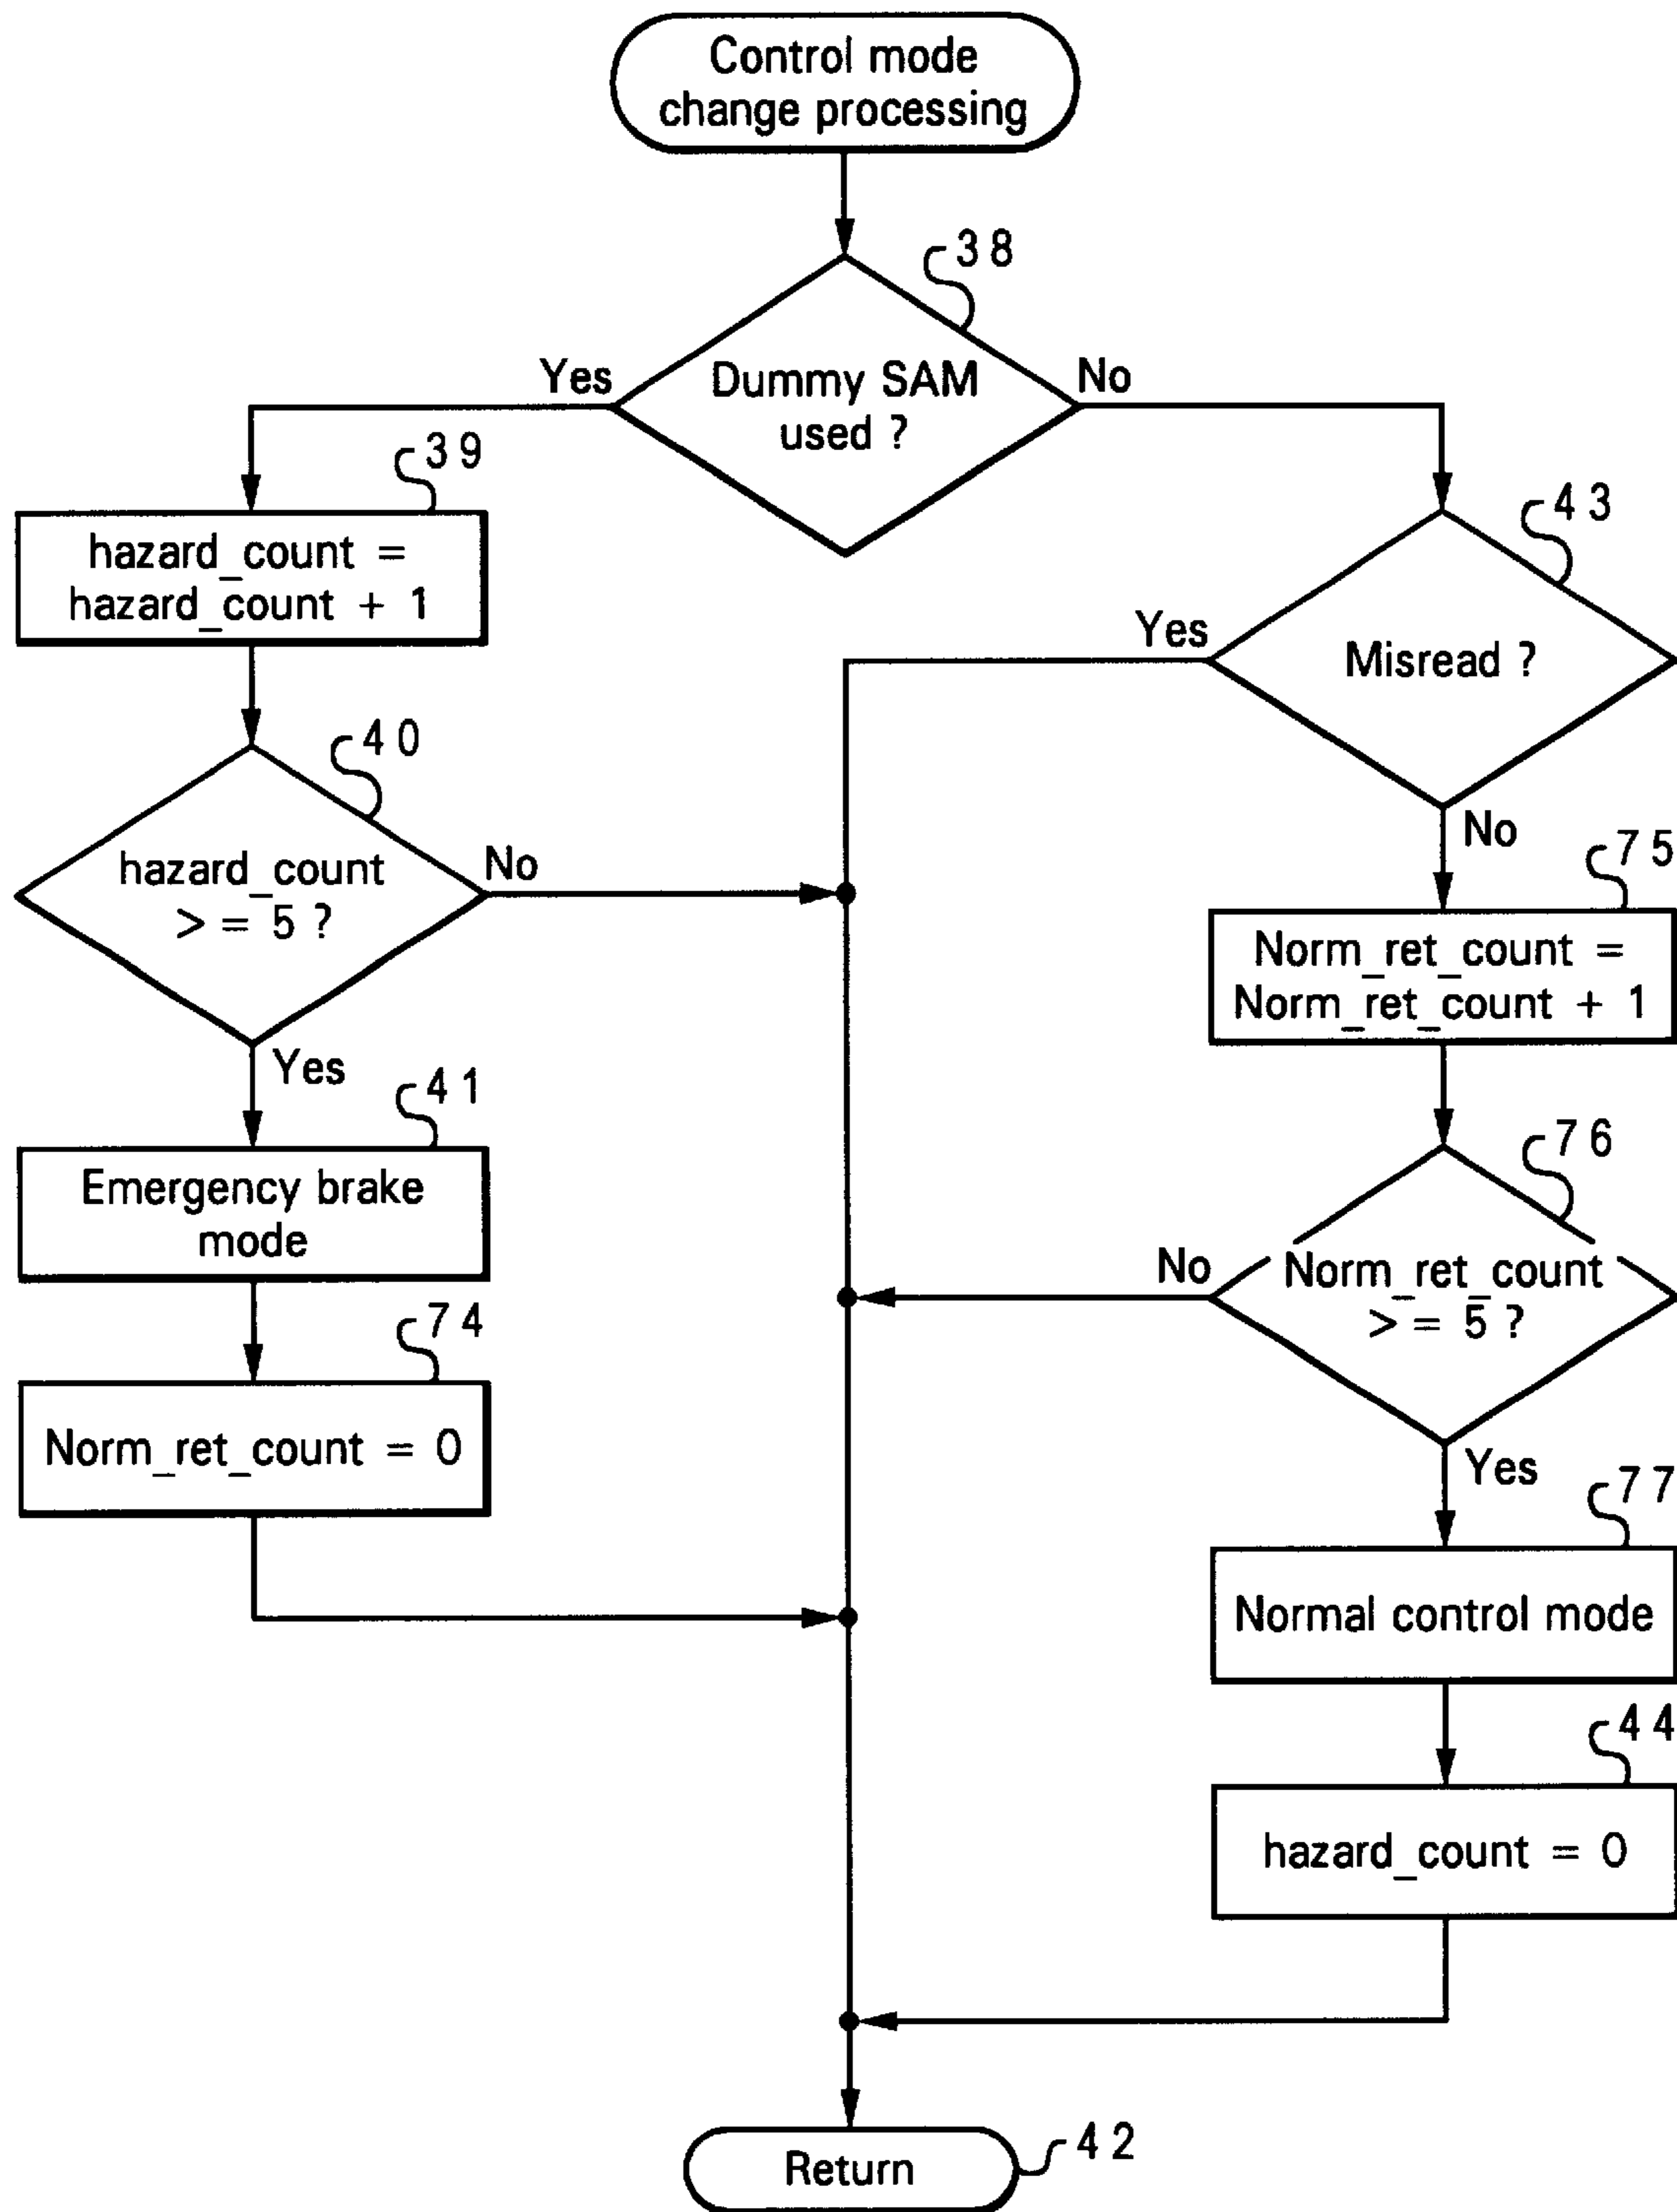 Control mode
change processing
38
Yes
Dummy SAM
used ?
No
39
hazard_count =
hazard_count + 1
43
Yes
Misread ?
No
40
hazard_count
> = 5 ?
No
Yes
75
Norm_ret_count =
Norm_ret_count + 1
41
Emergency brake
mode
76
No
Norm_ret_count
> = 5 ?
Yes
74
Norm_ret_count = 0
77
Normal control mode
44
hazard_count = 0
Return
42